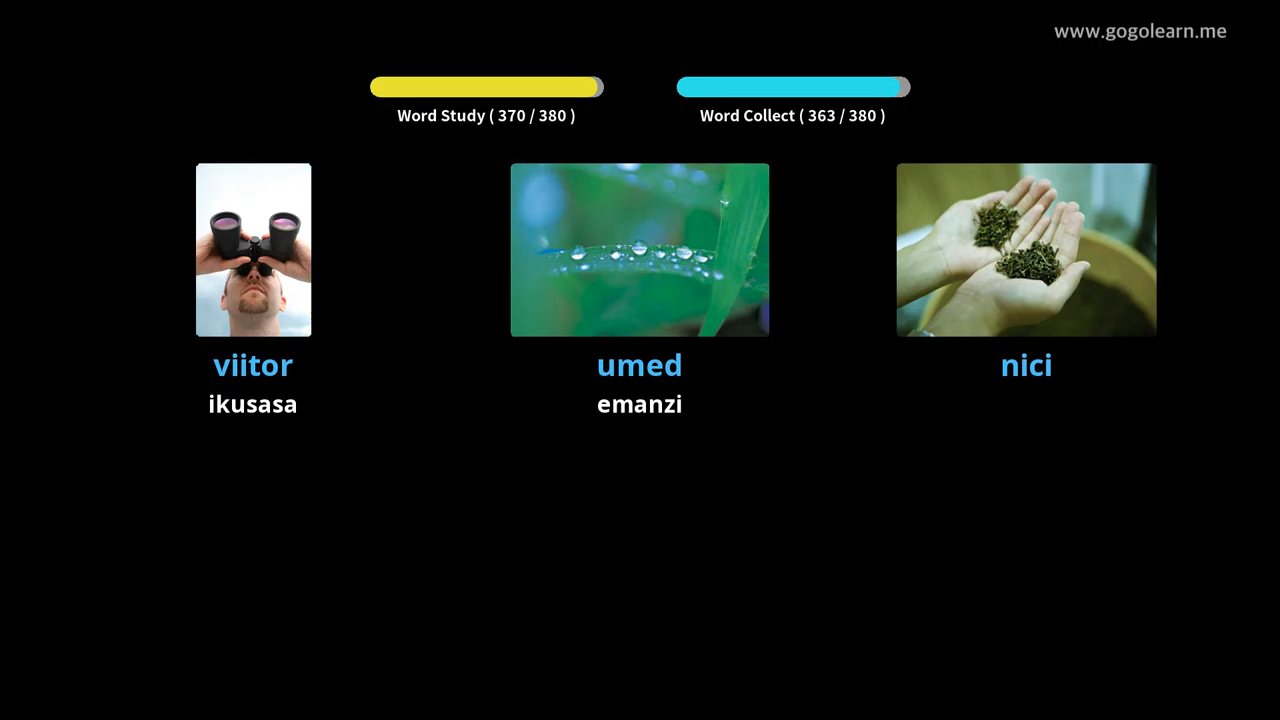 www.gogolearn.me
Word Study ( 370 / 380 )
Word Collect ( 363 / 380 )
viitor
umed
nici
ikusasa
emanzi